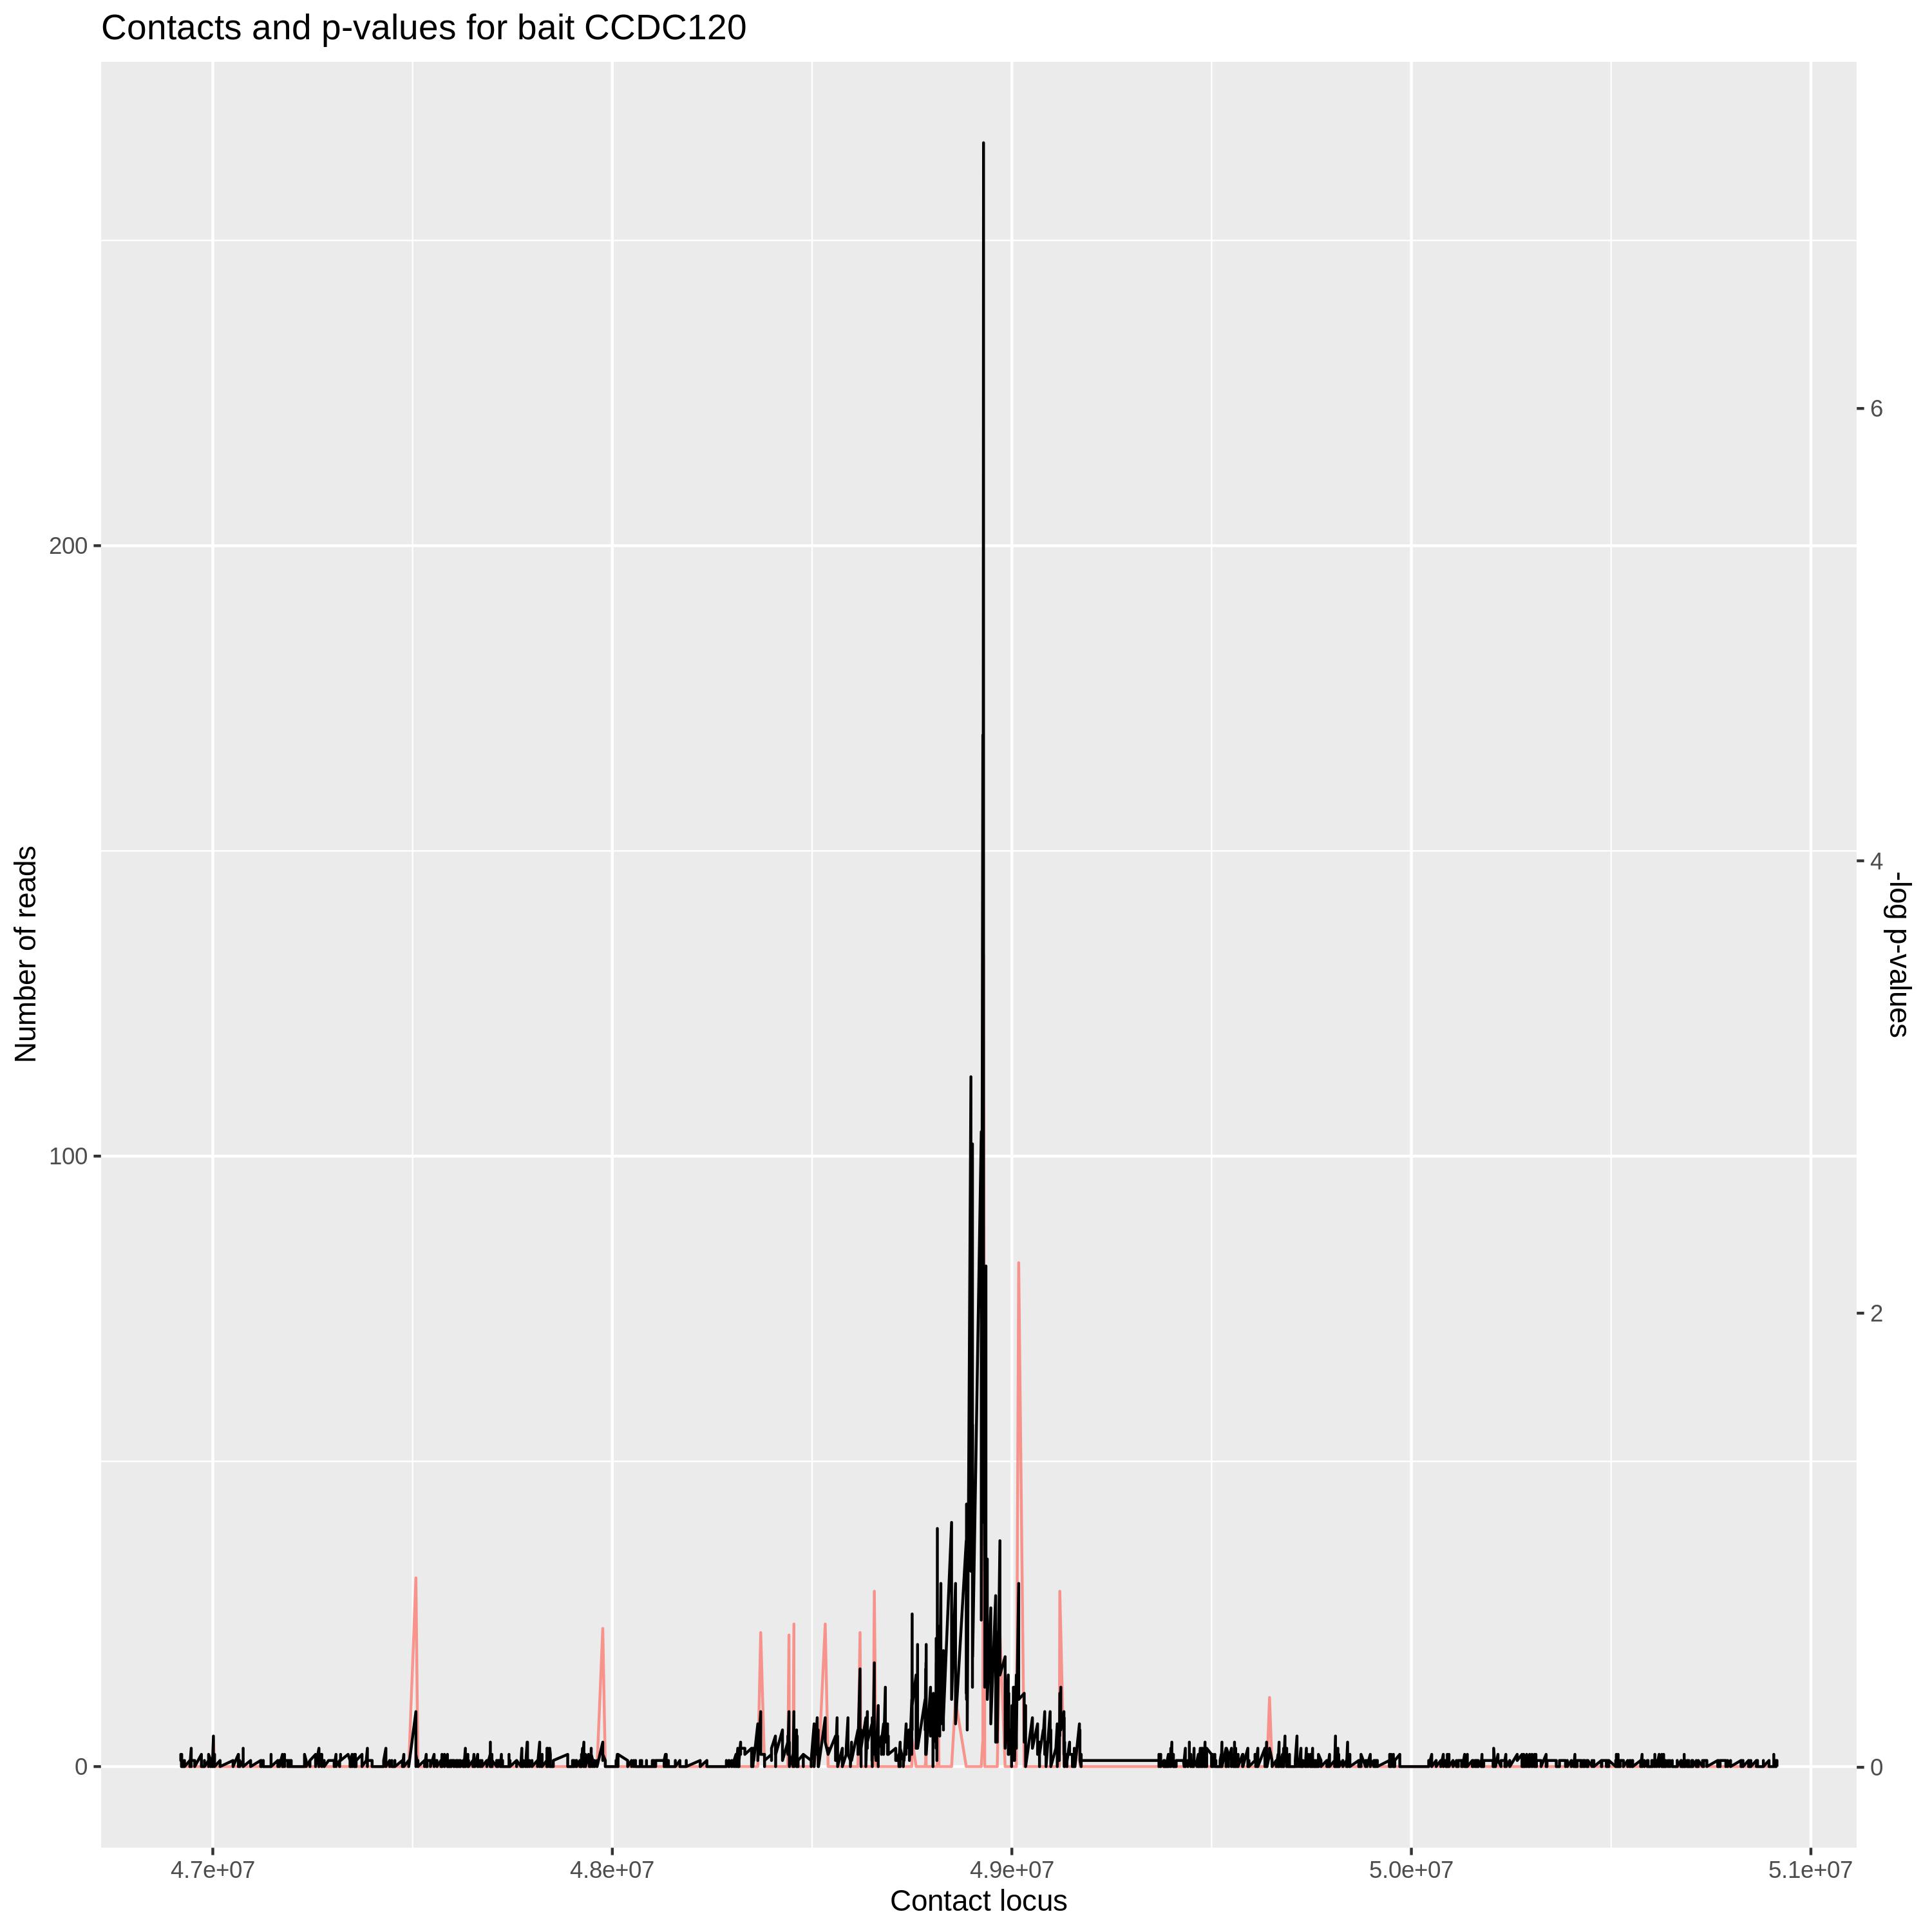 Contacts and p-values for bait CCDC120
Number of reads
200
100
0
6
4
2
0
-log p-values
4.7e+07
4.8e+07
4.9e+07
5.0e+07
5.1e+07
Contact locus